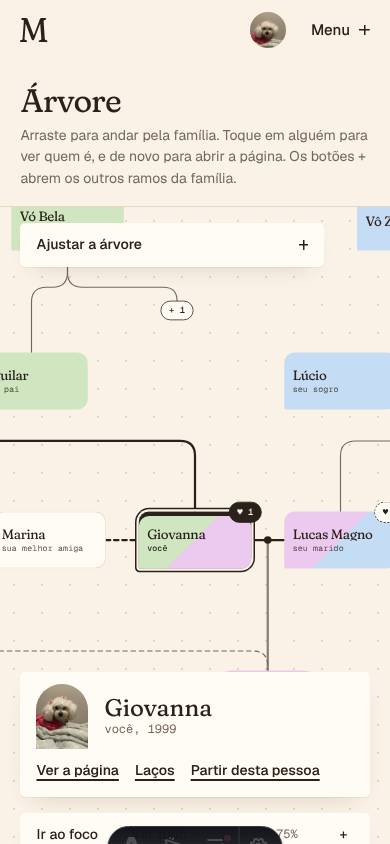 M
Menu +
Árvore
Arraste para andar pela família. Toque em alguém para
ver quem é, e de novo para abrir a página. Os botões +
abrem os outros ramos da família.
Vó Bela
Ajustar a árvore +
+ 1
Lúcio
pai
seu sogro
♥ 1
Marina
sua melhor amiga
Giovanna
você
Lucas Magno
seu marido
♥
Giovanna
você, 1999
Ver a página Laços Partir desta pessoa
Ir ao foco 75% +